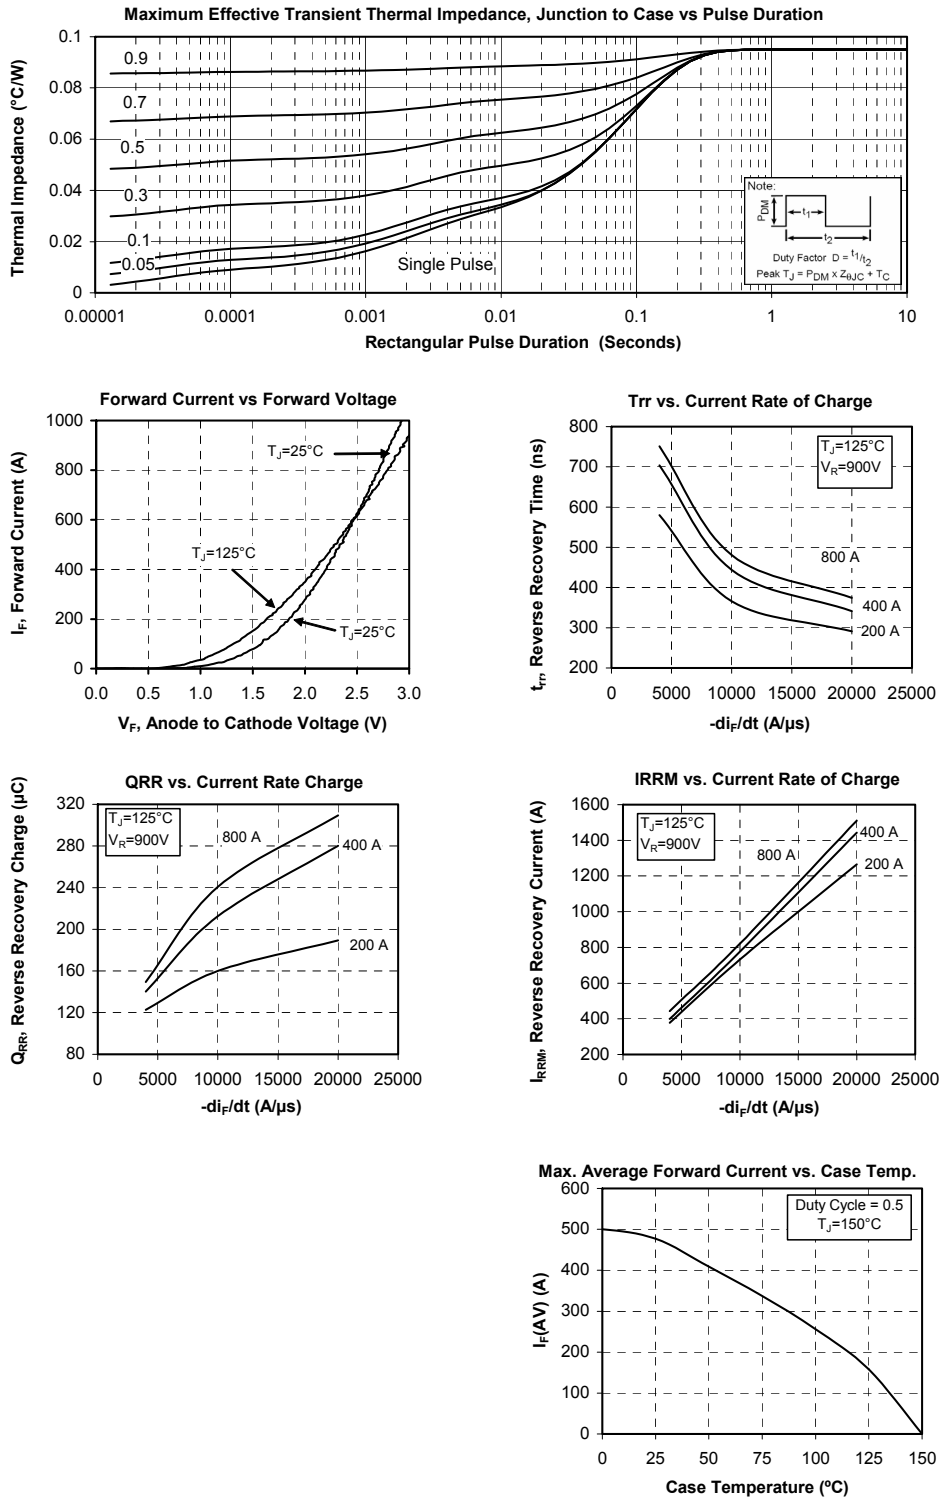 Maximum Effective Transient Thermal Impedance, Junction to Case vs Pulse Duration
Thermal Impedance (°C/W)
0.1
0.08
0.06
0.04
0.02
0
0.9
0.7
0.5
0.3
0.1
0.05
Single Pulse
Note:
PDM
t1
t2
Duty Factor D = t1/t2
Peak TJ = PDM x ZθJC + TC
0.00001 0.0001 0.001 0.01 0.1 1 10
Rectangular Pulse Duration (Seconds)
Forward Current vs Forward Voltage
IF, Forward Current (A)
1000
800
600
400
200
0
TJ=25°C
TJ=125°C
TJ=25°C
0.0 0.5 1.0 1.5 2.0 2.5 3.0
VF, Anode to Cathode Voltage (V)
Trr vs. Current Rate of Charge
trr, Reverse Recovery Time (ns)
800
700
600
500
400
300
200
TJ=125°C
VR=900V
800 A
400 A
200 A
0 5000 10000 15000 20000 25000
-diF/dt (A/µs)
QRR vs. Current Rate Charge
QRR, Reverse Recovery Charge (µC)
320
280
240
200
160
120
80
TJ=125°C
VR=900V
800 A
400 A
200 A
0 5000 10000 15000 20000 25000
-diF/dt (A/µs)
IRRM vs. Current Rate of Charge
IRRM, Reverse Recovery Current (A)
1600
1400
1200
1000
800
600
400
200
TJ=125°C
VR=900V
800 A
400 A
200 A
0 5000 10000 15000 20000 25000
-diF/dt (A/µs)
Max. Average Forward Current vs. Case Temp.
IF(AV) (A)
600
500
400
300
200
100
0
Duty Cycle = 0.5
TJ=150°C
0 25 50 75 100 125 150
Case Temperature (ºC)